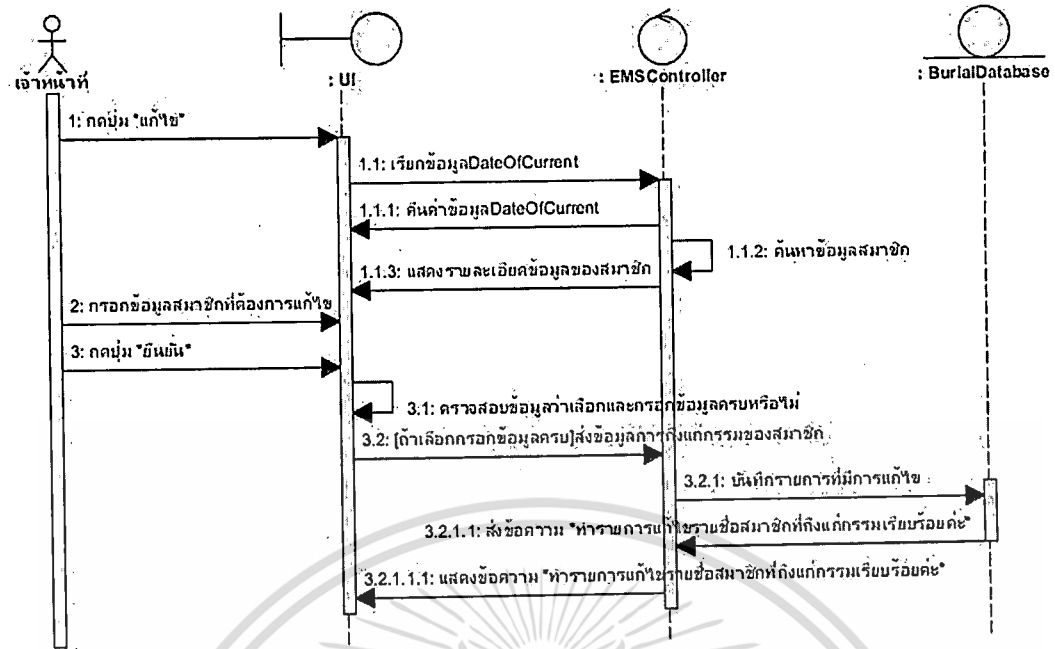 เจ้าหน้าที่
: UI
: EMSController
: BurialDatabase
1: กดปุ่ม "แก้ไข"
1.1: เรียกข้อมูลDateOfCurrent
1.1.1: คืนค่าข้อมูลDateOfCurrent
1.1.2: ค้นหาข้อมูลสมาชิก
1.1.3: แสดงรายละเอียดข้อมูลของสมาชิก
2: กรอกข้อมูลสมาชิกที่ต้องการแก้ไข
3: กดปุ่ม "ยืนยัน"
3.1: ตรวจสอบข้อมูลว่าเลือกและกรอกข้อมูลครบหรือไม่
3.2: [ถ้าเลือกกรอกข้อมูลครบ]ส่งข้อมูลการถึงแก่กรรมของสมาชิก
3.2.1: บันทึกรายการที่มีการแก้ไข
3.2.1.1: ส่งข้อความ "ทำรายการแก้ไขรายชื่อสมาชิกที่ถึงแก่กรรมเรียบร้อยค่ะ"
3.2.1.1.1: แสดงข้อความ "ทำรายการแก้ไขรายชื่อสมาชิกที่ถึงแก่กรรมเรียบร้อยค่ะ"